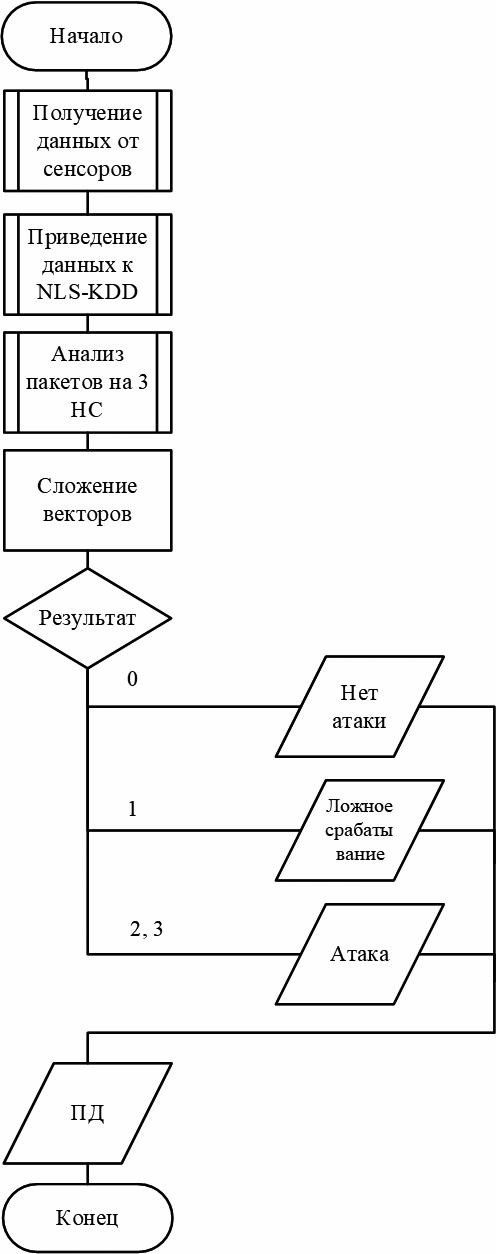 Начало
Получение
данных от
сенсоров
Приведение
данных к
NLS-KDD
Анализ
пакетов на 3
НС
Сложение
векторов
Результат
0
Нет
атаки
1
Ложное
срабаты
вание
2, 3
Атака
ПД
Конец